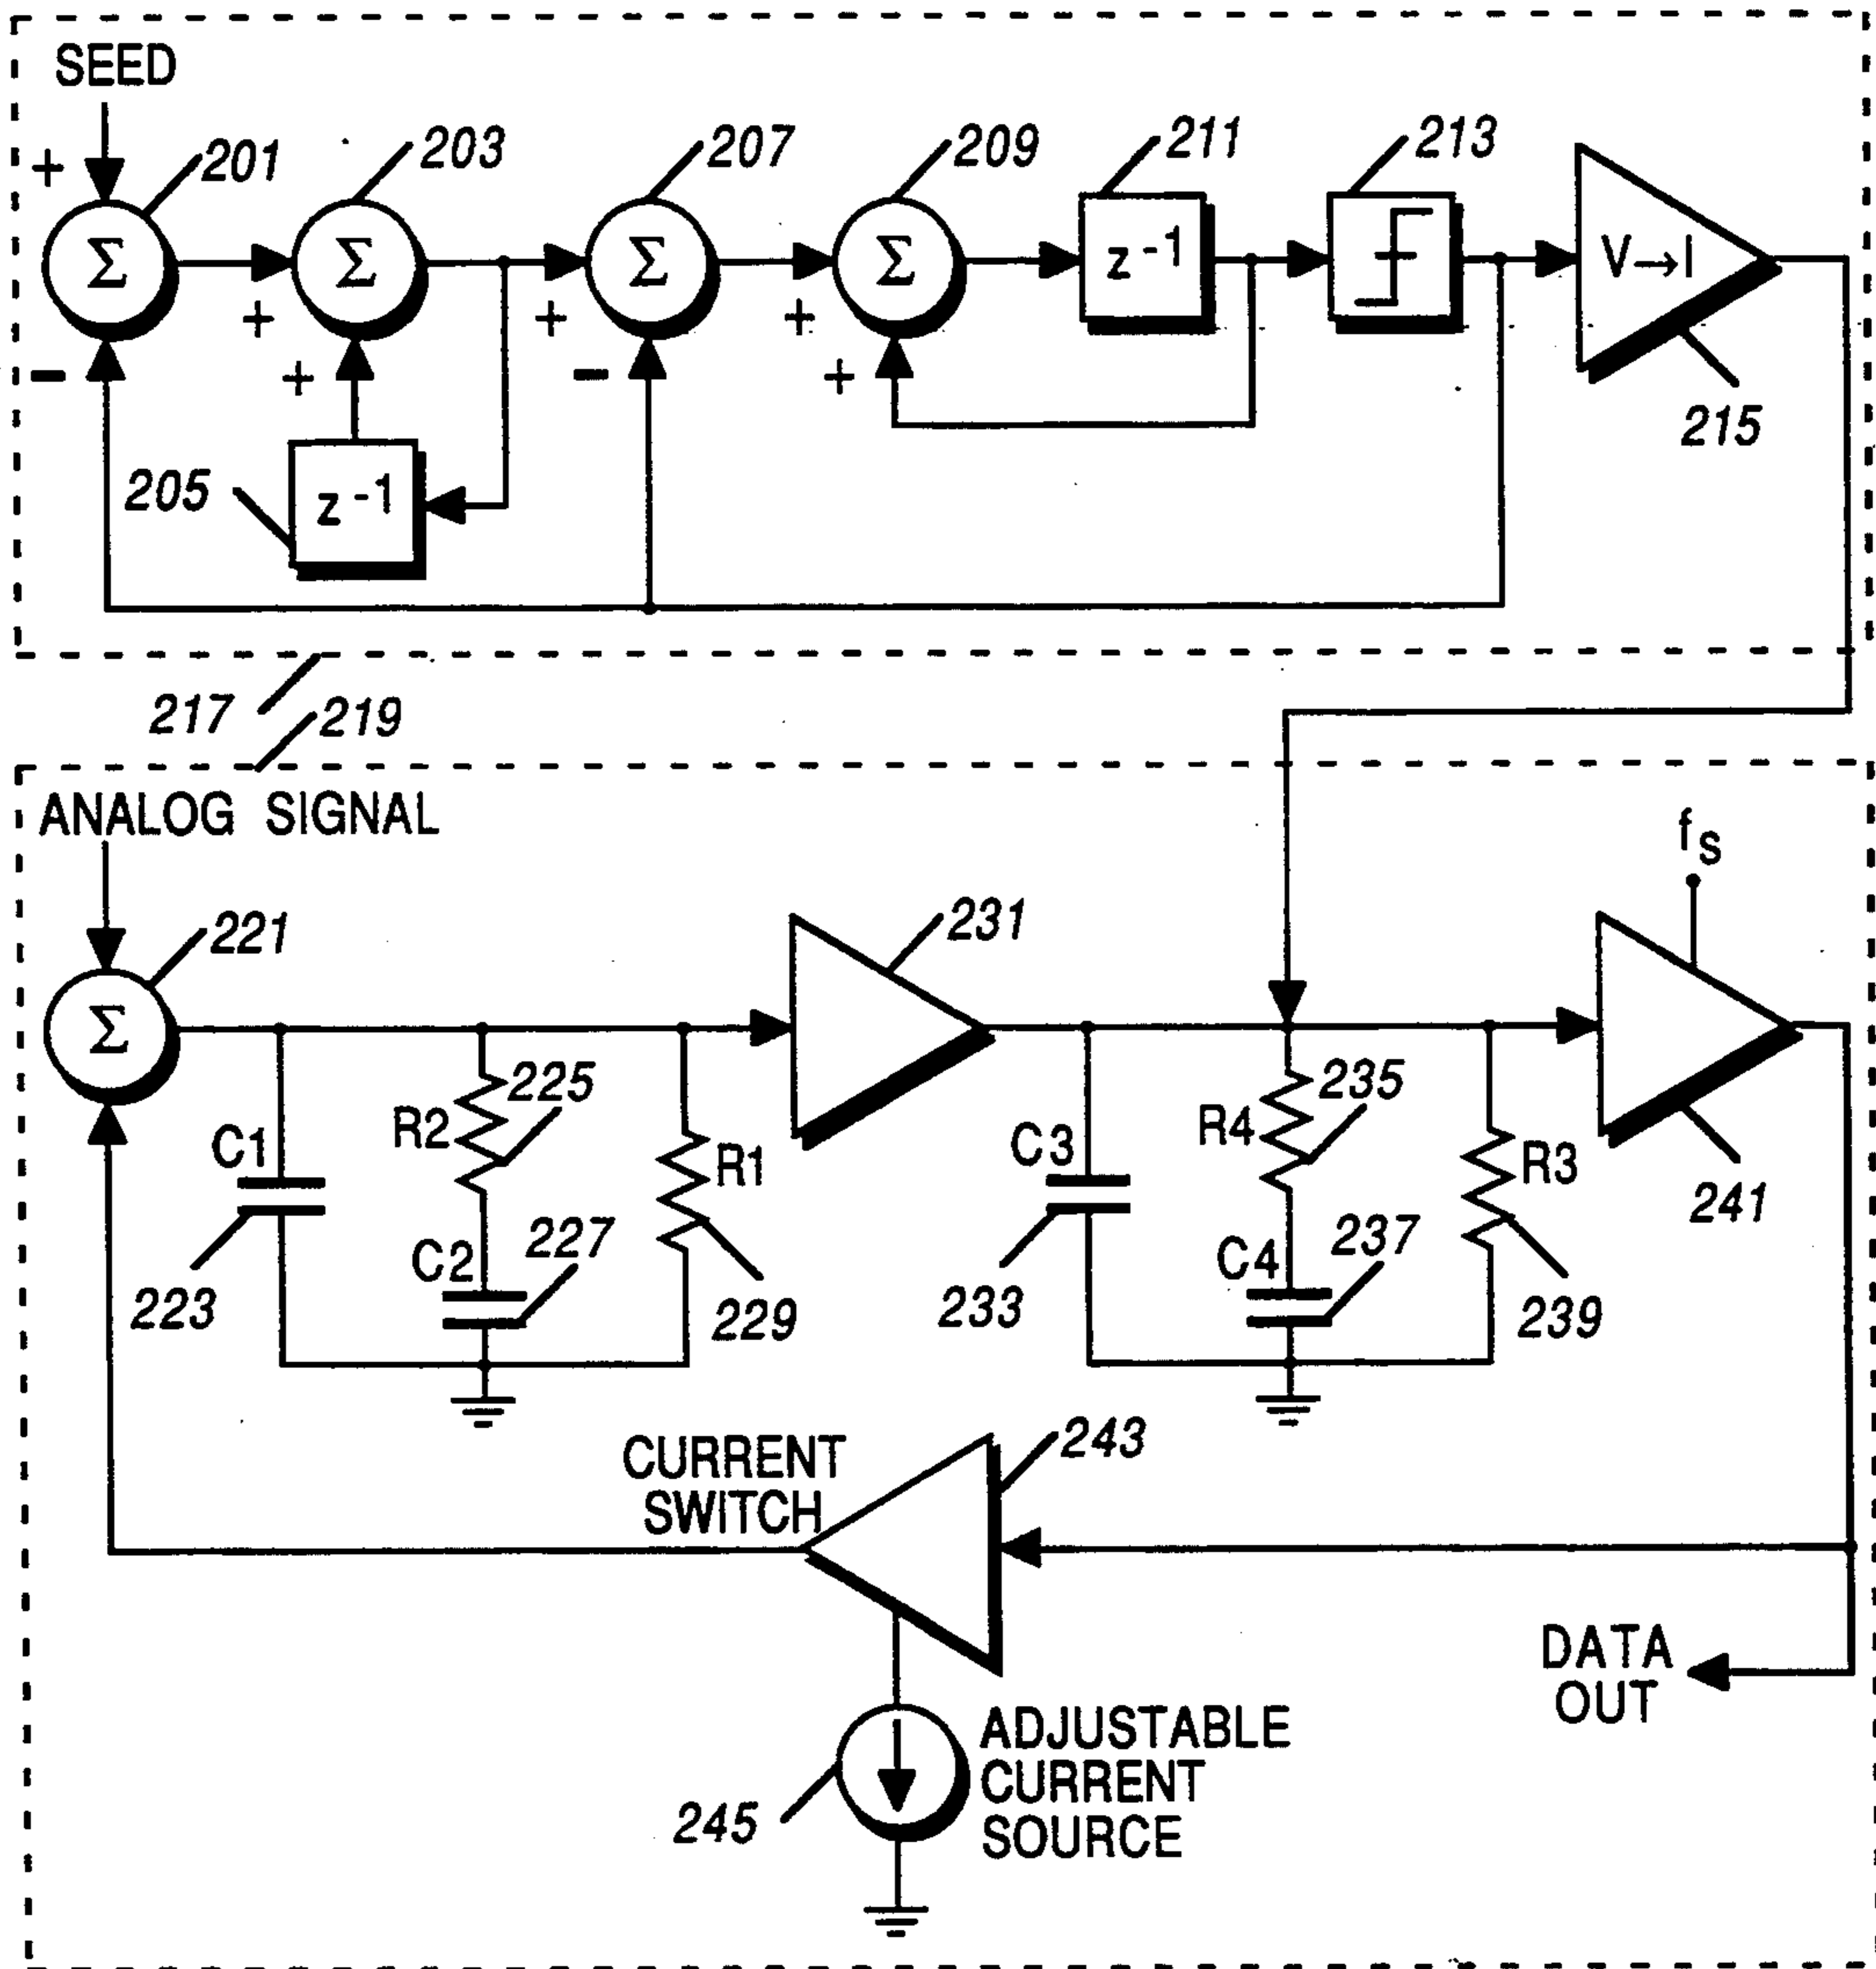 SEED
+
201
203
207
209
211
213
Σ
Σ
Σ
Σ
z -1
V→I
+
+
+
-
+
-
+
215
205
z -1
217
219
ANALOG SIGNAL
fs
221
231
Σ
225
235
R2
R4
C1
R1
C3
R3
241
227
237
C2
C4
223
229
233
239
CURRENT
SWITCH
243
DATA
OUT
ADJUSTABLE
CURRENT
SOURCE
245